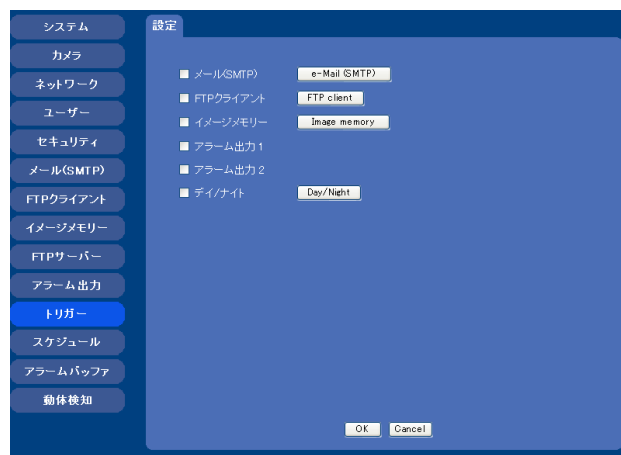 システム
カメラ
ネットワーク
ユーザー
セキュリティ
メール(SMTP)
FTPクライアント
イメージメモリー
FTPサーバー
アラーム出力
トリガー
スケジュール
アラームバッファ
動体検知
設定
メール(SMTP) e-Mail (SMTP)
FTPクライアント FTP client
イメージメモリー Image memory
アラーム出力 1
アラーム出力 2
デイ/ナイト Day/Night
OK Cancel